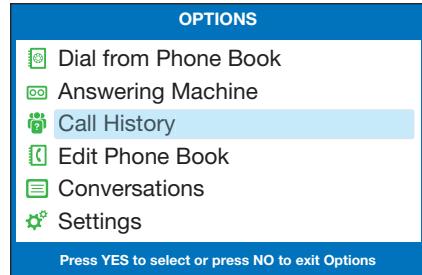 OPTIONS
Dial from Phone Book
Answering Machine
Call History
Edit Phone Book
Conversations
Settings
Press YES to select or press NO to exit Options